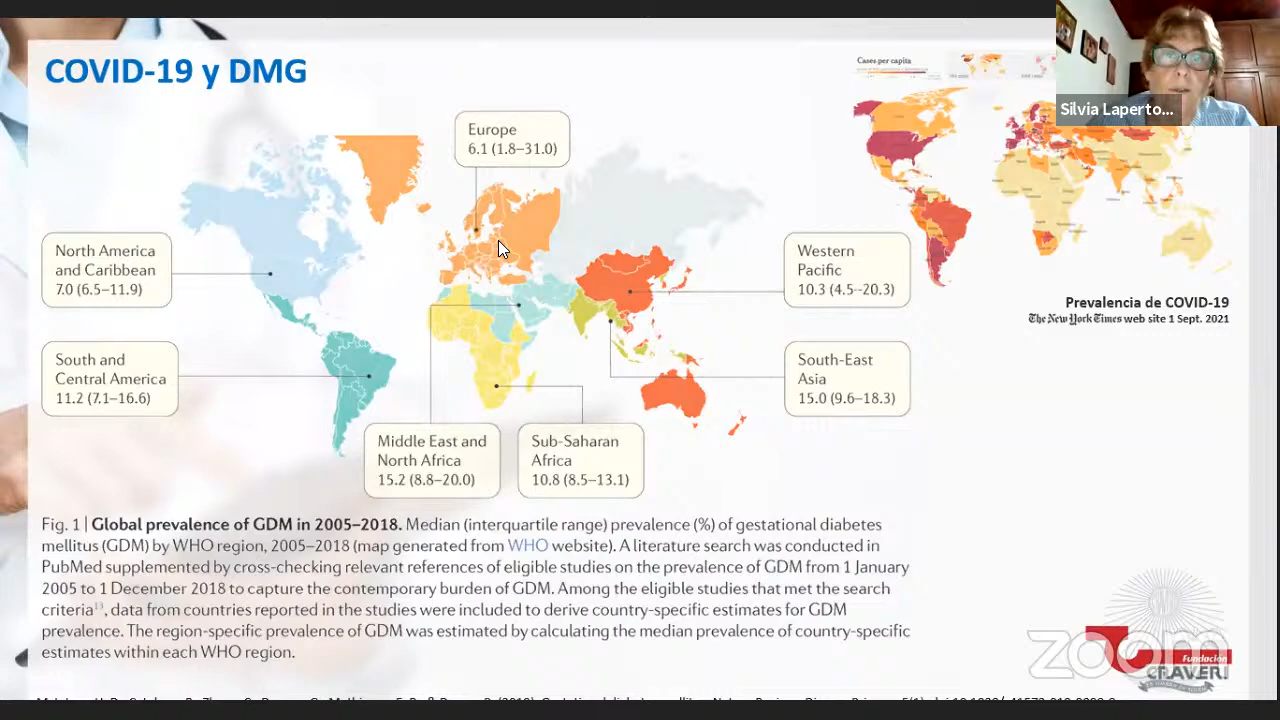 COVID-19 y DMG
Cases per capita
Silvia Laperto...
Europe
6.1 (1.8–31.0)
North America
and Caribbean
7.0 (6.5–11.9)
Western
Pacific
10.3 (4.5–20.3)
Prevalencia de COVID-19
The New York Times web site 1 Sept. 2021
South and
Central America
11.2 (7.1–16.6)
South-East
Asia
15.0 (9.6–18.3)
Middle East and
North Africa
15.2 (8.8–20.0)
Sub-Saharan
Africa
10.8 (8.5–13.1)
Fig. 1 | Global prevalence of GDM in 2005–2018. Median (interquartile range) prevalence (%) of gestational diabetes
mellitus (GDM) by WHO region, 2005–2018 (map generated from WHO website). A literature search was conducted in
PubMed supplemented by cross-checking relevant references of eligible studies on the prevalence of GDM from 1 January
2005 to 1 December 2018 to capture the contemporary burden of GDM. Among the eligible studies that met the search
criteria¹³, data from countries reported in the studies were included to derive country-specific estimates for GDM
prevalence. The region-specific prevalence of GDM was estimated by calculating the median prevalence of country-specific
estimates within each WHO region.
zoom
Fundación
CRAVERI